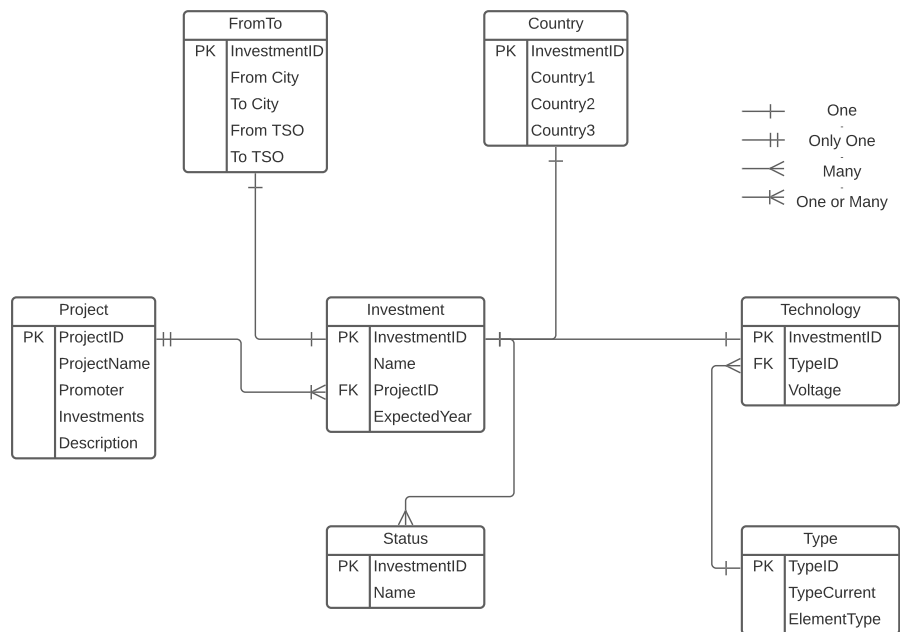 FromTo
PK InvestmentID
From City
To City
From TSO
To TSO
Country
PK InvestmentID
Country1
Country2
Country3
One
Only One
Many
One or Many
Project
PK ProjectID
ProjectName
Promoter
Investments
Description
Investment
PK InvestmentID
Name
FK ProjectID
ExpectedYear
Technology
PK InvestmentID
FK TypeID
Voltage
Status
PK InvestmentID
Name
Type
PK TypeID
TypeCurrent
ElementType